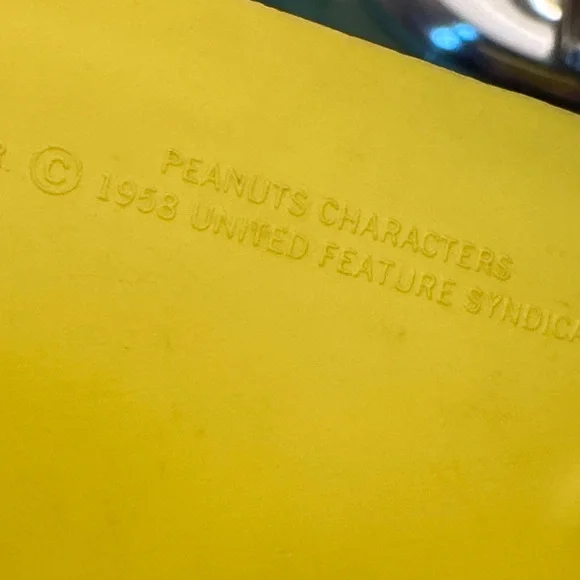 PEANUTS CHARACTERS
© 1958 UNITED FEATURE SYNDICA